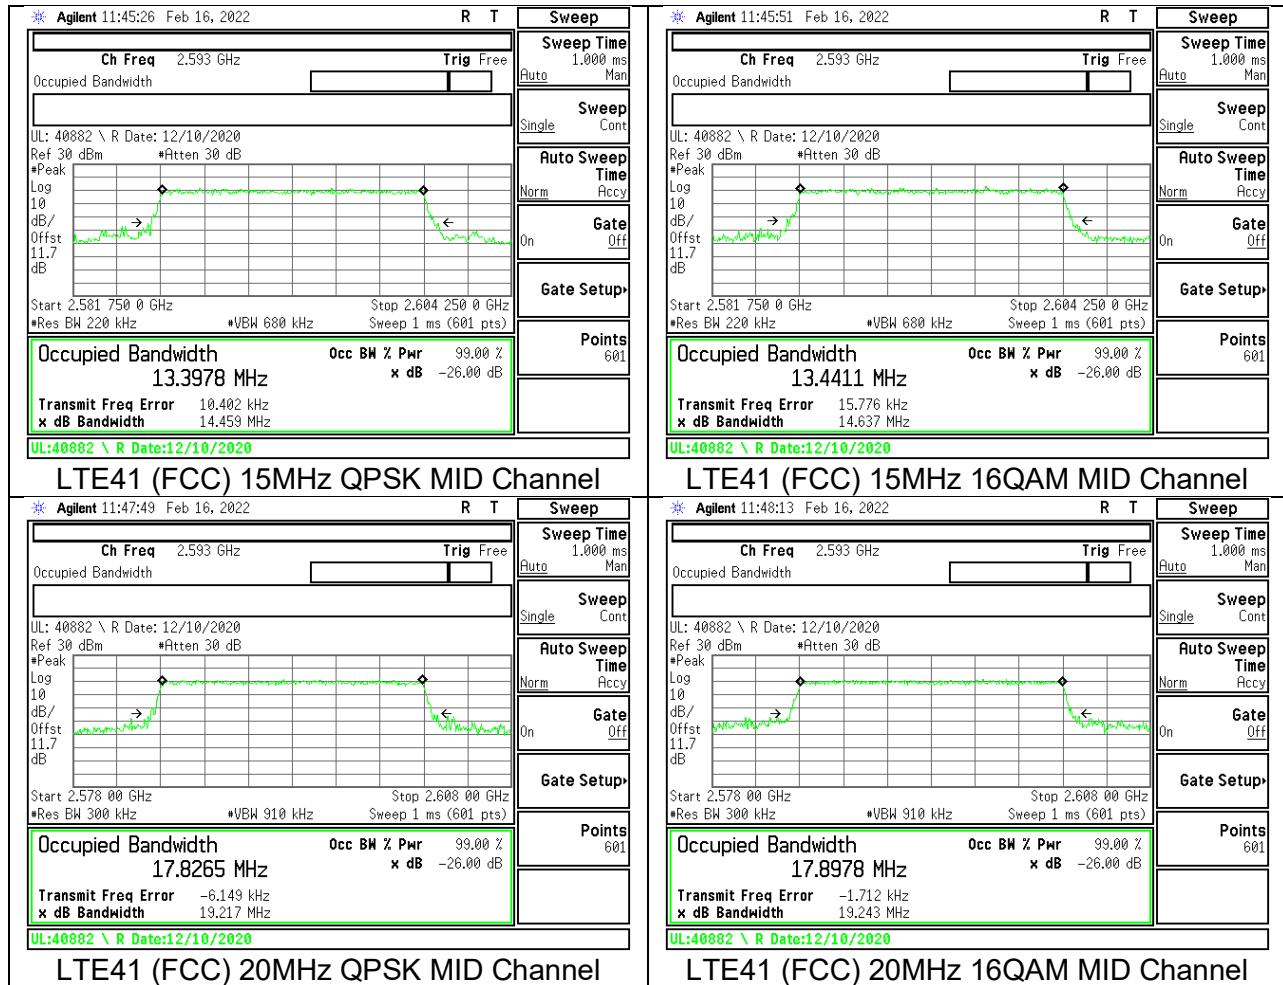 Agilent 11:45:26 Feb 16, 2022 R T Sweep
Ch Freq 2.593 GHz Trig Free
Occupied Bandwidth
UL: 40882 \ R Date: 12/10/2020
Ref 30 dBm #Atten 30 dB
#Peak
Log
10
dB/
Offst
11.7
dB
Start 2.581 750 0 GHz Stop 2.604 250 0 GHz
#Res BW 220 kHz #VBW 680 kHz Sweep 1 ms (601 pts)
Occupied Bandwidth Occ BW % Pwr 99.00 %
13.3978 MHz x dB -26.00 dB
Transmit Freq Error 10.402 kHz
x dB Bandwidth 14.459 MHz
UL:40882 \ R Date:12/10/2020
Sweep Time
1.000 ms
Auto Man
Sweep
Single Cont
Auto Sweep
Time
Norm Accy
Gate
On Off
Gate Setup▸
Points
601
LTE41 (FCC) 15MHz QPSK MID Channel
Agilent 11:45:51 Feb 16, 2022 R T Sweep
Ch Freq 2.593 GHz Trig Free
Occupied Bandwidth
UL: 40882 \ R Date: 12/10/2020
Ref 30 dBm #Atten 30 dB
#Peak
Log
10
dB/
Offst
11.7
dB
Start 2.581 750 0 GHz Stop 2.604 250 0 GHz
#Res BW 220 kHz #VBW 680 kHz Sweep 1 ms (601 pts)
Occupied Bandwidth Occ BW % Pwr 99.00 %
13.4411 MHz x dB -26.00 dB
Transmit Freq Error 15.776 kHz
x dB Bandwidth 14.637 MHz
UL:40882 \ R Date:12/10/2020
Sweep Time
1.000 ms
Auto Man
Sweep
Single Cont
Auto Sweep
Time
Norm Accy
Gate
On Off
Gate Setup▸
Points
601
LTE41 (FCC) 15MHz 16QAM MID Channel
Agilent 11:47:49 Feb 16, 2022 R T Sweep
Ch Freq 2.593 GHz Trig Free
Occupied Bandwidth
UL: 40882 \ R Date: 12/10/2020
Ref 30 dBm #Atten 30 dB
#Peak
Log
10
dB/
Offst
11.7
dB
Start 2.578 00 GHz Stop 2.608 00 GHz
#Res BW 300 kHz #VBW 910 kHz Sweep 1 ms (601 pts)
Occupied Bandwidth Occ BW % Pwr 99.00 %
17.8265 MHz x dB -26.00 dB
Transmit Freq Error -6.149 kHz
x dB Bandwidth 19.217 MHz
UL:40882 \ R Date:12/10/2020
Sweep Time
1.000 ms
Auto Man
Sweep
Single Cont
Auto Sweep
Time
Norm Accy
Gate
On Off
Gate Setup▸
Points
601
LTE41 (FCC) 20MHz QPSK MID Channel
Agilent 11:48:13 Feb 16, 2022 R T Sweep
Ch Freq 2.593 GHz Trig Free
Occupied Bandwidth
UL: 40882 \ R Date: 12/10/2020
Ref 30 dBm #Atten 30 dB
#Peak
Log
10
dB/
Offst
11.7
dB
Start 2.578 00 GHz Stop 2.608 00 GHz
#Res BW 300 kHz #VBW 910 kHz Sweep 1 ms (601 pts)
Occupied Bandwidth Occ BW % Pwr 99.00 %
17.8978 MHz x dB -26.00 dB
Transmit Freq Error -1.712 kHz
x dB Bandwidth 19.243 MHz
UL:40882 \ R Date:12/10/2020
Sweep Time
1.000 ms
Auto Man
Sweep
Single Cont
Auto Sweep
Time
Norm Accy
Gate
On Off
Gate Setup▸
Points
601
LTE41 (FCC) 20MHz 16QAM MID Channel